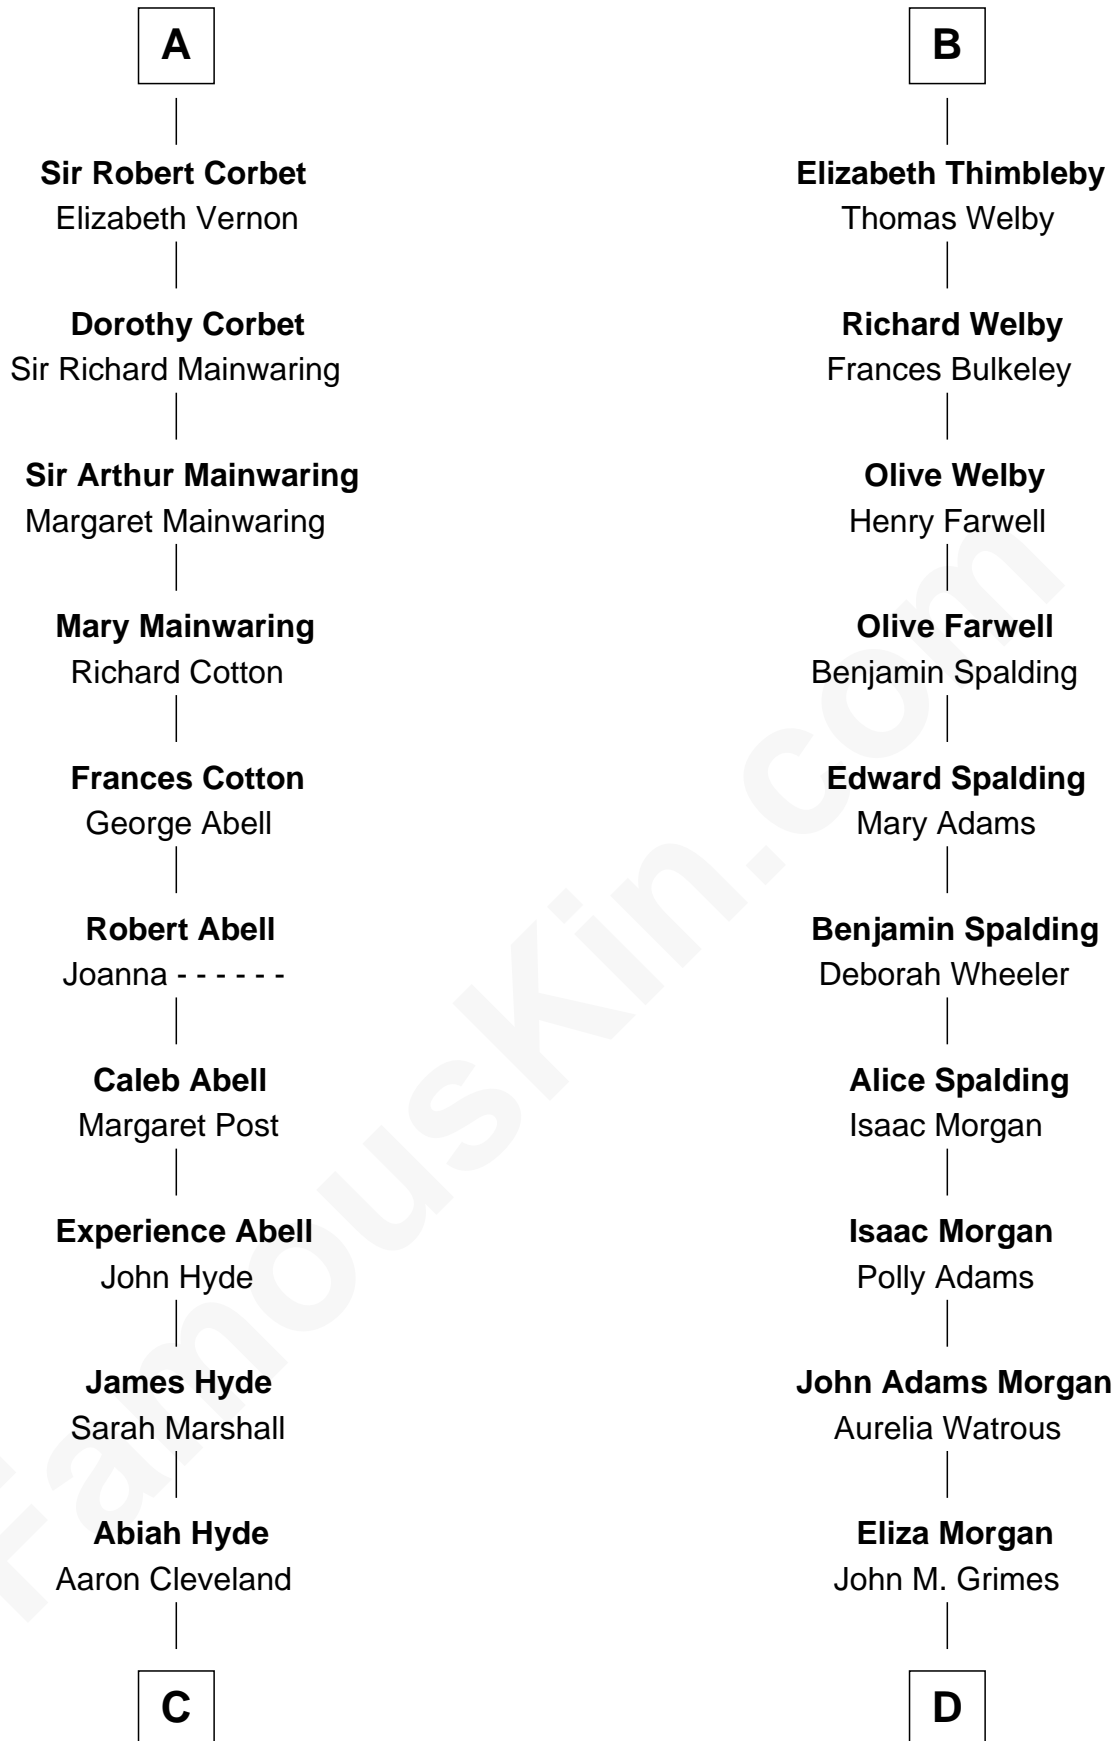 A
Sir Robert Corbet
Elizabeth Vernon
Dorothy Corbet
Sir Richard Mainwaring
Sir Arthur Mainwaring
Margaret Mainwaring
Mary Mainwaring
Richard Cotton
Frances Cotton
George Abell
Robert Abell
Joanna - - - - - -
Caleb Abell
Margaret Post
Experience Abell
John Hyde
James Hyde
Sarah Marshall
Abiah Hyde
Aaron Cleveland
C
B
Elizabeth Thimbleby
Thomas Welby
Richard Welby
Frances Bulkeley
Olive Welby
Henry Farwell
Olive Farwell
Benjamin Spalding
Edward Spalding
Mary Adams
Benjamin Spalding
Deborah Wheeler
Alice Spalding
Isaac Morgan
Isaac Morgan
Polly Adams
John Adams Morgan
Aurelia Watrous
Eliza Morgan
John M. Grimes
D
FamousKin.com